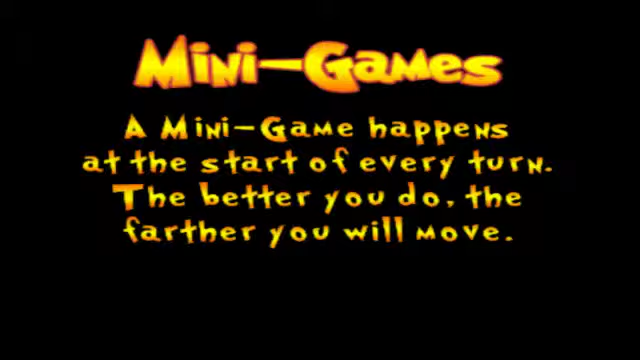 Mini-Games
A Mini-Game happens
at the start of every turn.
The better you do, the
farther you will move.